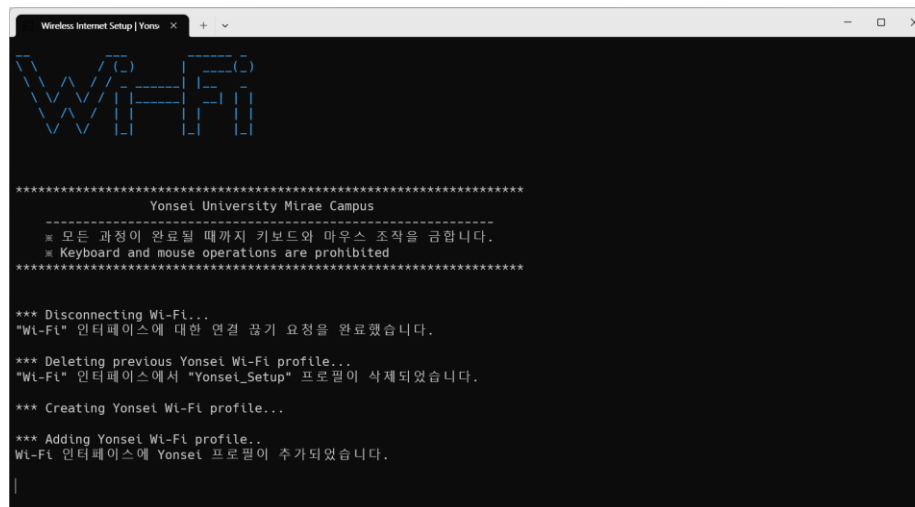 Wireless Internet Setup | Yons
Wi-Fi
************************************************************************
Yonsei University Mirae Campus
------------------------------------------------------------
※ 모든 과정이 완료될 때까지 키보드와 마우스 조작을 금합니다.
※ Keyboard and mouse operations are prohibited
************************************************************************
*** Disconnecting Wi-Fi...
"Wi-Fi" 인터페이스에 대한 연결 끊기 요청을 완료했습니다.
*** Deleting previous Yonsei Wi-Fi profile...
"Wi-Fi" 인터페이스에서 "Yonsei_Setup" 프로필이 삭제되었습니다.
*** Creating Yonsei Wi-Fi profile...
*** Adding Yonsei Wi-Fi profile..
Wi-Fi 인터페이스에 Yonsei 프로필이 추가되었습니다.